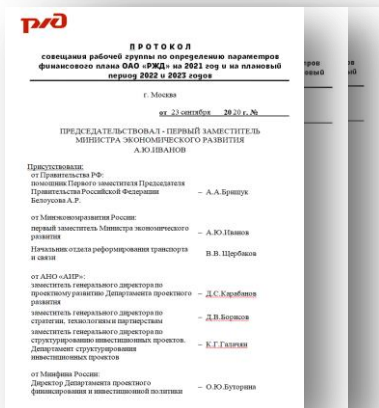 ржд
ПРОТОКОЛ
совещания рабочей группы по определению параметров
финансового плана ОАО «РЖД» на 2021 год и на плановый
период 2022 и 2023 годов
г. Москва
от 23 сентября 2020 г. №
ПРЕДСЕДАТЕЛЬСТВОВАЛ - ПЕРВЫЙ ЗАМЕСТИТЕЛЬ
МИНИСТРА ЭКОНОМИЧЕСКОГО РАЗВИТИЯ
А.Ю.ИВАНОВ
Присутствовали:
от Правительства РФ:
помощник Первого заместителя Председателя
Правительства Российской Федерации – А.А.Брищук
Белоусова А.Р.
от Минэкономразвития России:
первый заместитель Министра экономического – А.Ю.Иванов
развития
Начальник отдела реформирования транспорта В.В. Щербаков
и связи
от АНО «АИР»:
заместитель генерального директора по
проектному развитию Департамента проектного – Д.С.Карабанов
развития
заместитель генерального директора по – Д.В.Борисов
стратегии, технологиям и партнерствам
заместитель генерального директора по
структурированию инвестиционных проектов. – К.Г.Галачян
Департамент структурирования
инвестиционных проектов
от Минфина России:
Директор Департамента проектного – О.Ю.Буторина
финансирования и инвестиционной политики